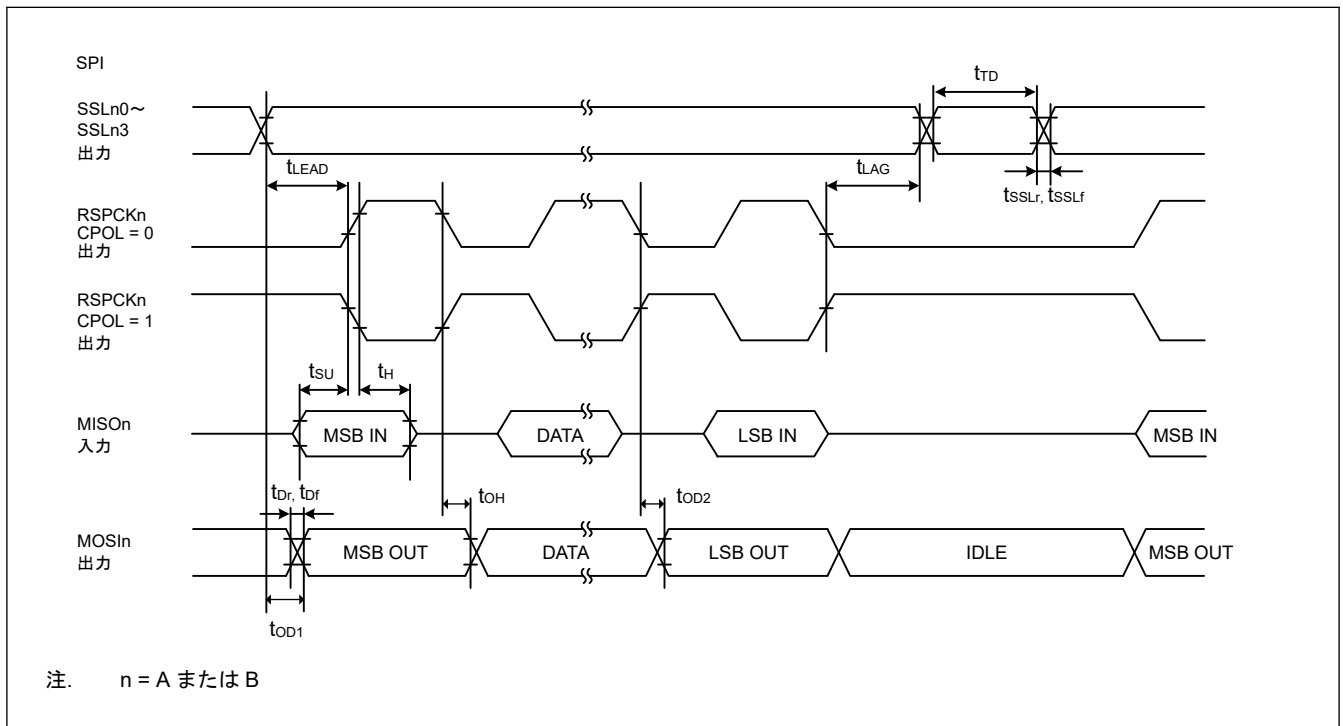 SPI
SSLn0～
SSLn3
出力
tTD
tLEAD
tLAG
tSSLr, tSSLf
RSPCKn
CPOL = 0
出力
RSPCKn
CPOL = 1
出力
tSU
tH
MISOn
入力
MSB IN
DATA
LSB IN
MSB IN
tDr, tDf
tOH
tOD2
MOSIn
出力
MSB OUT
DATA
LSB OUT
IDLE
MSB OUT
tOD1
注. n = A または B